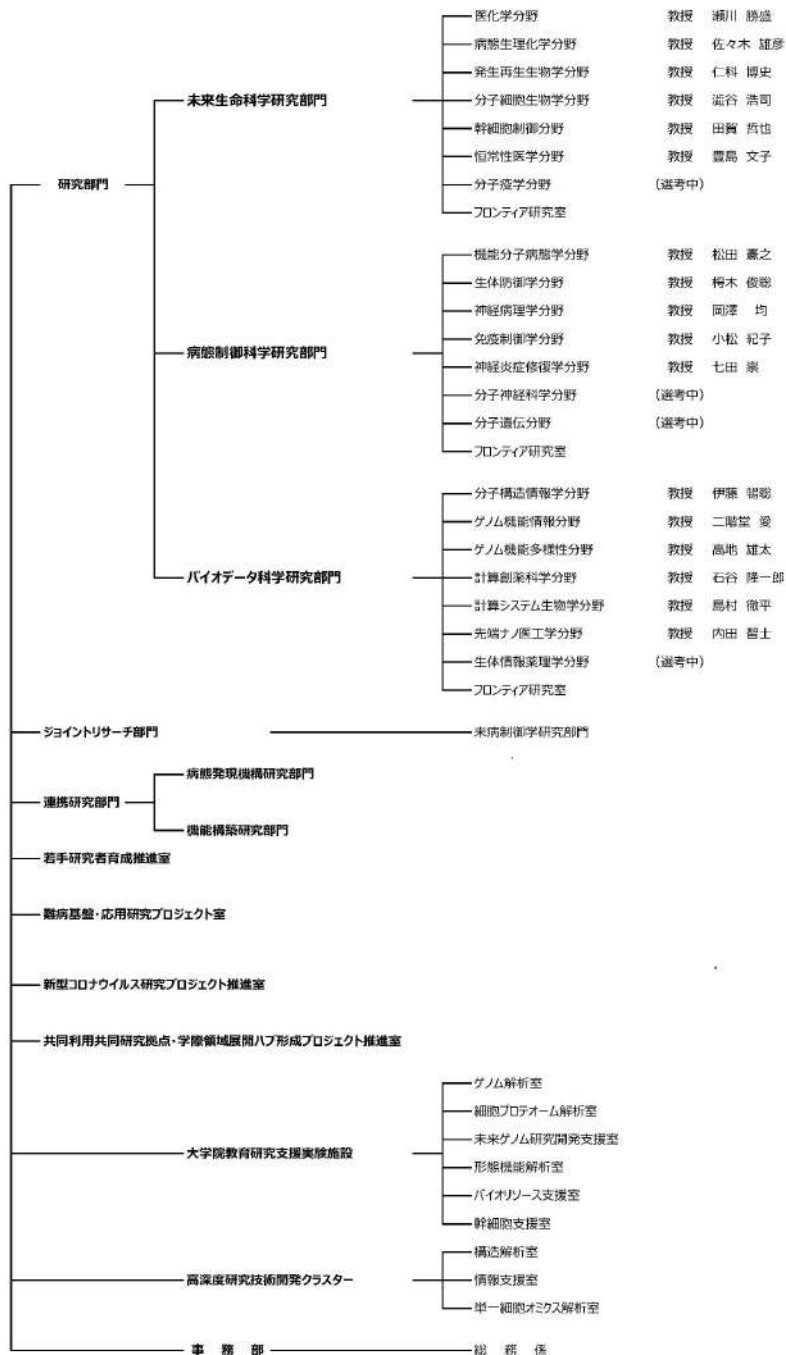 医化学分野 教授 瀬川 勝盛
病態生理化学分野 教授 佐々木 雄彦
発生再生生物学分野 教授 仁科 博史
未来生命科学研究部門 分子細胞生物学分野 教授 澁谷 浩司
幹細胞制御分野 教授 田賀 哲也
恒常性医学分野 教授 豊島 文子
研究部門 分子疫学分野 (選考中)
フロンティア研究室
機能分子病態学分野 教授 松田 憲之
生体防御学分野 教授 樗木 俊聡
神経病理学分野 教授 岡澤 均
病態制御科学研究部門 免疫制御学分野 教授 小松 紀子
神経炎症修復学分野 教授 七田 崇
分子神経科学分野 (選考中)
分子遺伝分野 (選考中)
フロンティア研究室
分子構造情報学分野 教授 伊藤 暢聡
ゲノム機能情報分野 教授 二階堂 愛
ゲノム機能多様性分野 教授 高地 雄太
バイオデータ科学研究部門 計算創薬科学分野 教授 石谷 隆一郎
計算システム生物学分野 教授 島村 徹平
先端ナノ医工学分野 教授 内田 智士
生体情報薬理学分野 (選考中)
フロンティア研究室
ジョイントリサーチ部門 未病制御学研究部門
病態発現機構研究部門
連携研究部門
機能構築研究部門
若手研究者育成推進室
難病基盤・応用研究プロジェクト室
新型コロナウイルス研究プロジェクト推進室
共同利用共同研究拠点・学際領域展開ハブ形成プロジェクト推進室
ゲノム解析室
細胞プロテオーム解析室
未来ゲノム研究開発支援室
大学院教育研究支援実験施設
形態機能解析室
バイオリソース支援室
幹細胞支援室
構造解析室
高深度研究技術開発クラスター 情報支援室
単一細胞オミクス解析室
事 務 部 総 務 係